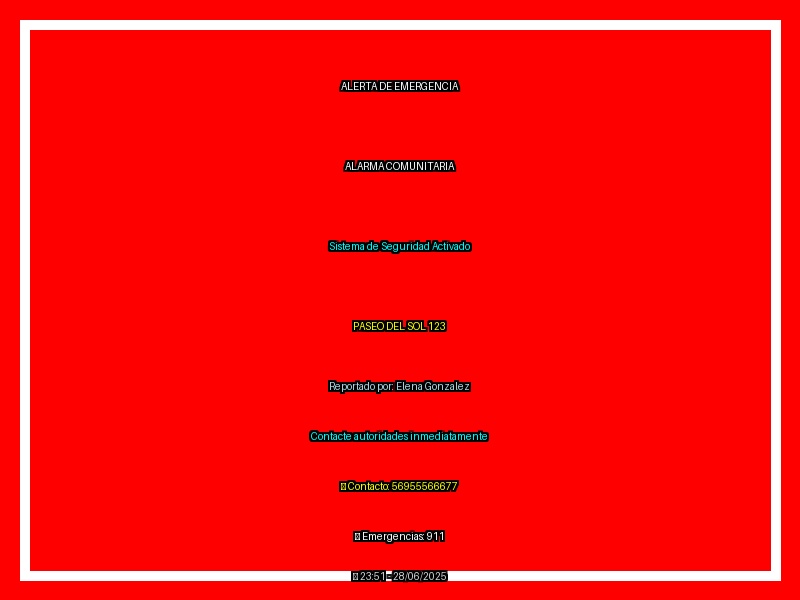 ALERTA DE EMERGENCIA
ALARMA COMUNITARIA
Sistema de Seguridad Activado
PASEO DEL SOL 123
Reportado por: Elena Gonzalez
Contacte autoridades inmediatamente
Contacto: 56955566677
Emergencias: 911
23:51 - 28/06/2025